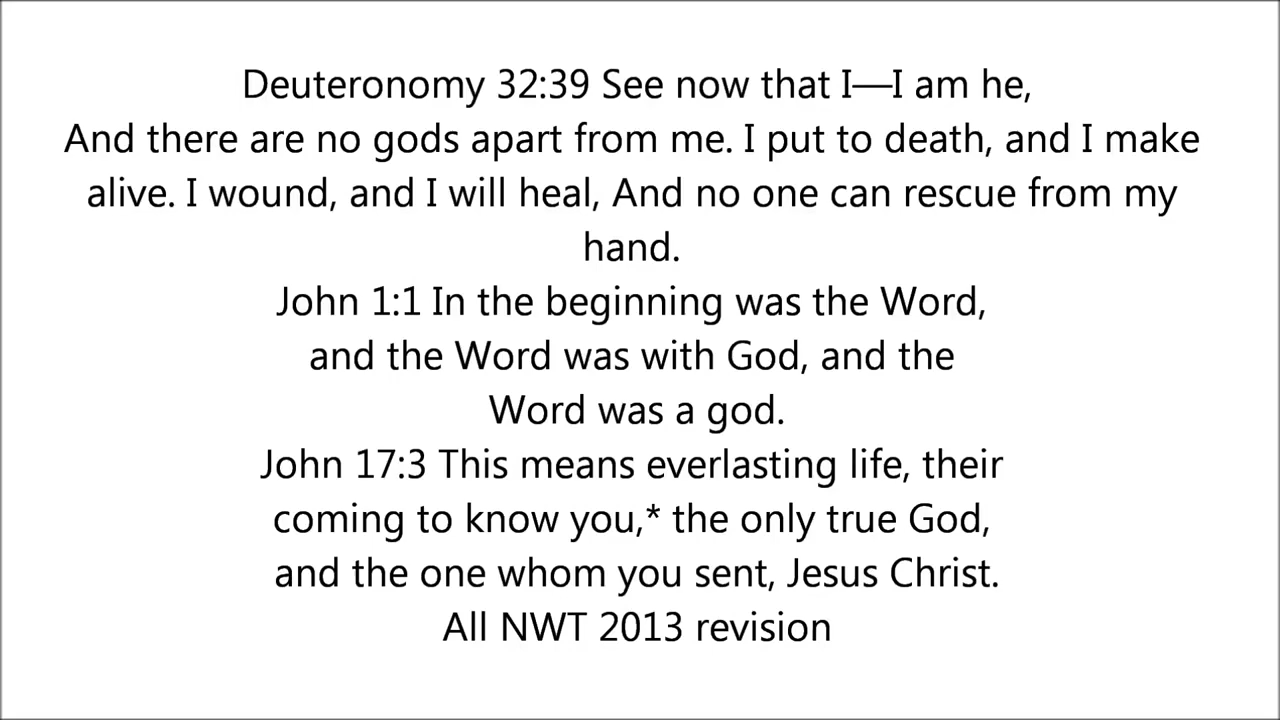 Deuteronomy 32:39 See now that I—I am he,
And there are no gods apart from me. I put to death, and I make
alive. I wound, and I will heal, And no one can rescue from my
hand.
John 1:1 In the beginning was the Word,
and the Word was with God, and the
Word was a god.
John 17:3 This means everlasting life, their
coming to know you,* the only true God,
and the one whom you sent, Jesus Christ.
All NWT 2013 revision